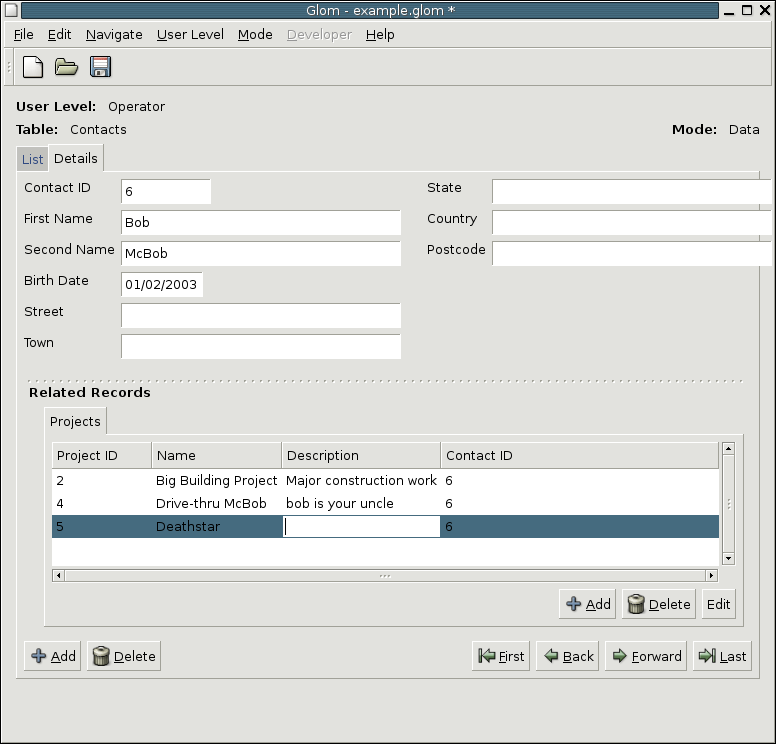 Glom - example.glom *
File Edit Navigate User Level Mode Developer Help
User Level: Operator
Table: Contacts Mode: Data
List Details
Contact ID 6 State
First Name Bob Country
Second Name McBob Postcode
Birth Date 01/02/2003
Street
Town
Related Records
Projects
Project ID Name Description Contact ID
2 Big Building Project Major construction work 6
4 Drive-thru McBob bob is your uncle 6
5 Deathstar 6
Add Delete Edit
Add Delete First Back Forward Last